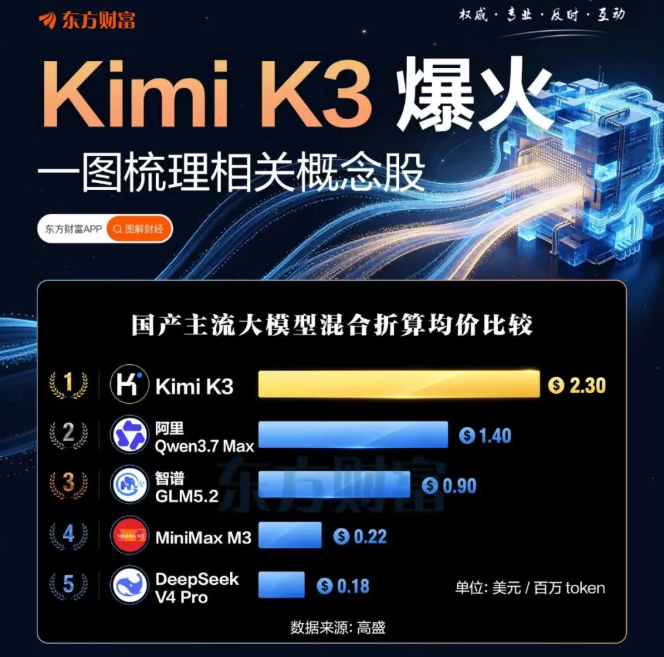 东方财富
权威·专业·及时·互动
Kimi K3 爆火
一图梳理相关概念股
东方财富APP 图解财经
国产主流大模型混合折算均价比较
1 Kimi K3 $ 2.30
2 阿里 Qwen3.7 Max $ 1.40
3 智谱 GLM5.2 $ 0.90
东方财富
4 MiniMax M3 $ 0.22
5 DeepSeek V4 Pro $ 0.18
单位: 美元 / 百万 token
数据来源: 高盛